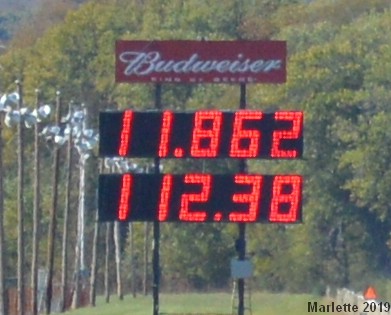 Budweiser
KING OF BEERS
11.862
112.38
Marlette 2019